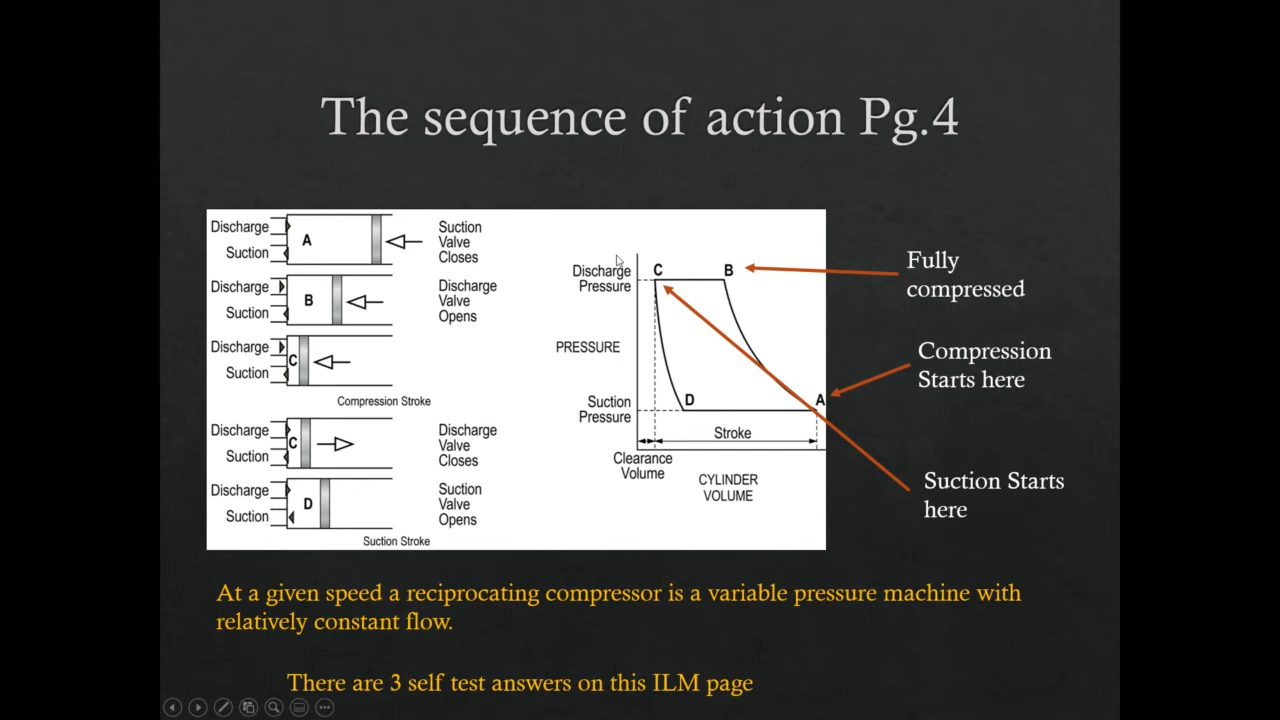 The sequence of action Pg.4
Discharge
Suction
A
Suction
Valve
Closes
Discharge
Suction
B
Discharge
Valve
Opens
Discharge
Suction
C
Compression Stroke
Discharge
Suction
C
Discharge
Valve
Closes
Discharge
Suction
D
Suction
Valve
Opens
Suction Stroke
Discharge
Pressure
C
B
PRESSURE
Suction
Pressure
D
A
Stroke
Clearance
Volume
CYLINDER
VOLUME
Fully
compressed
Compression
Starts here
Suction Starts
here
At a given speed a reciprocating compressor is a variable pressure machine with
relatively constant flow.
There are 3 self test answers on this ILM page